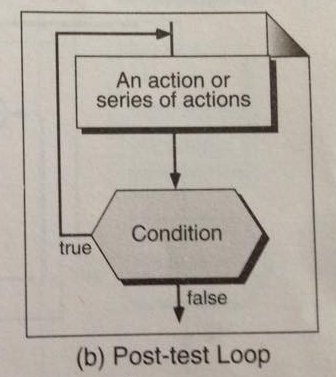 An action or
series of actions
Condition
true
false
(b) Post-test Loop